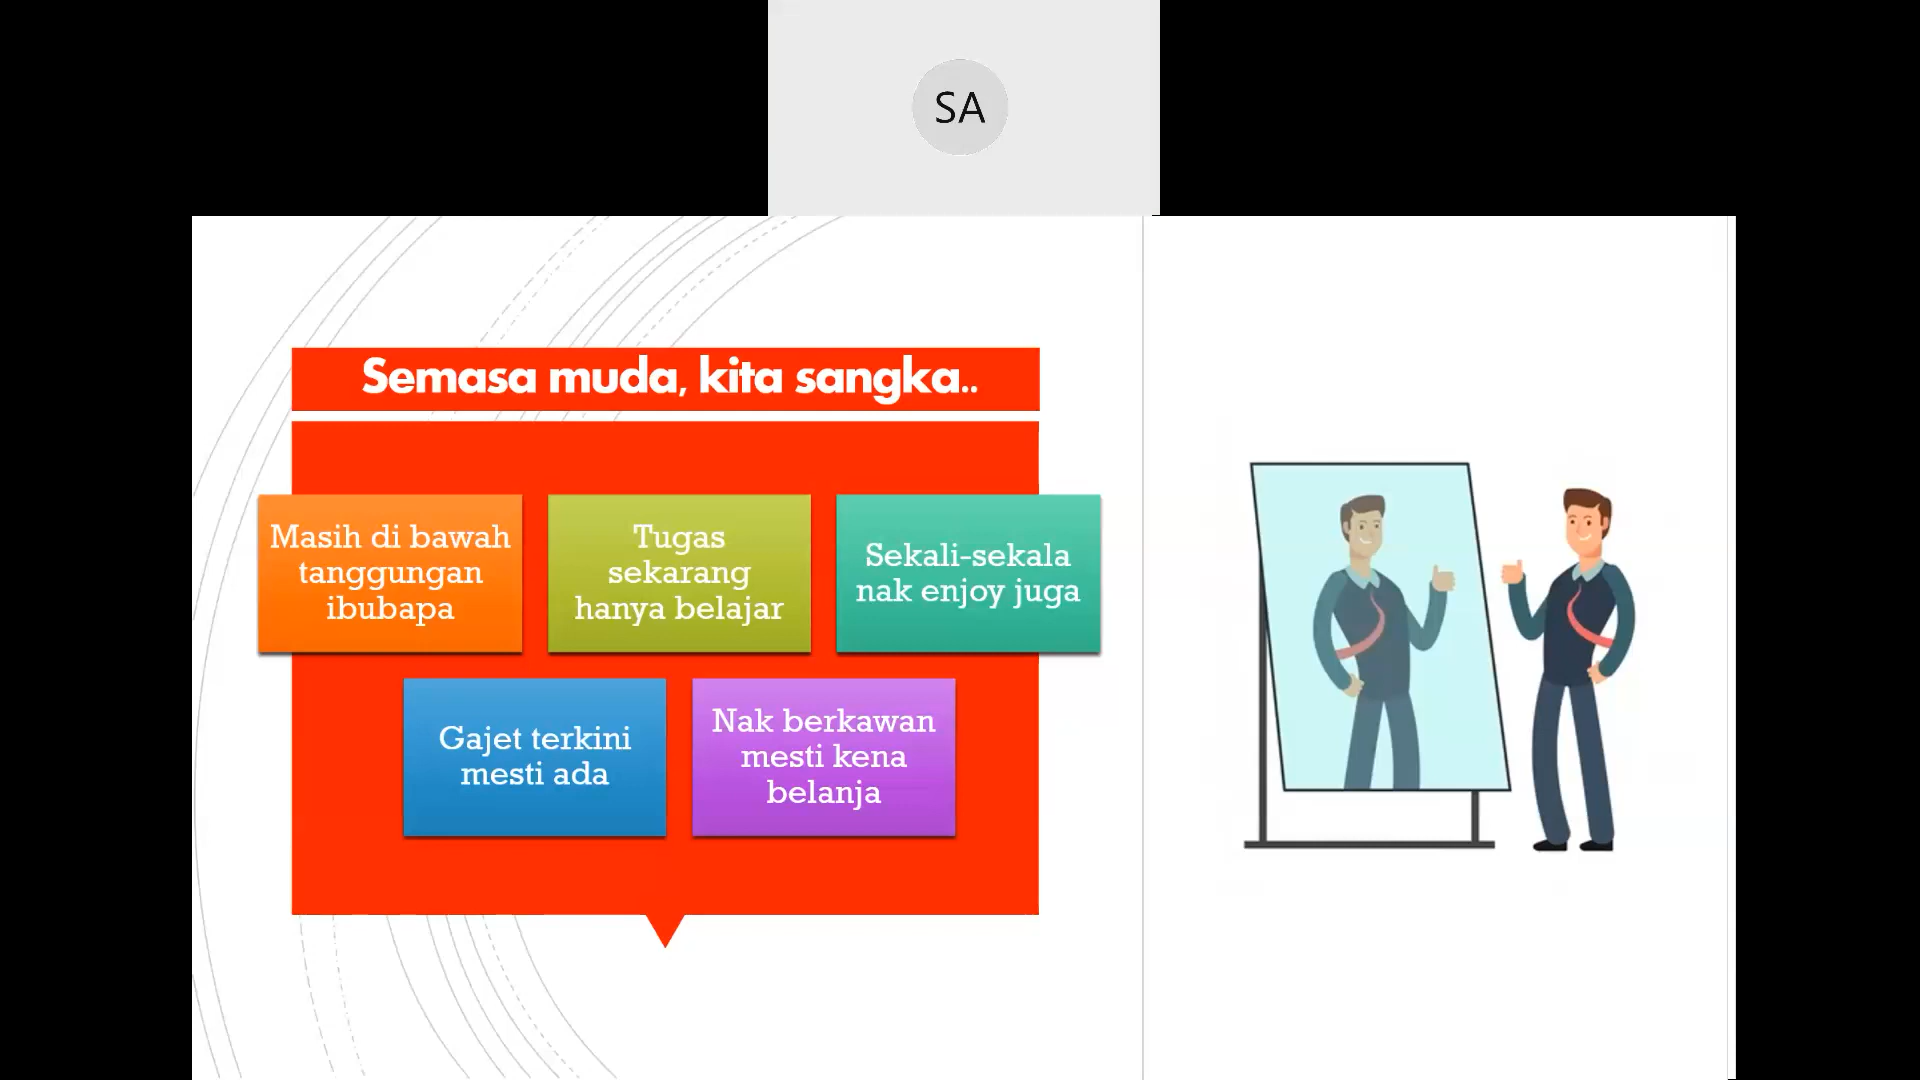 SA
Semasa muda, kita sangka..
Masih di bawah
tanggungan
ibubapa
Tugas
sekarang
hanya belajar
Sekali-sekala
nak enjoy juga
Gajet terkini
mesti ada
Nak berkawan
mesti kena
belanja